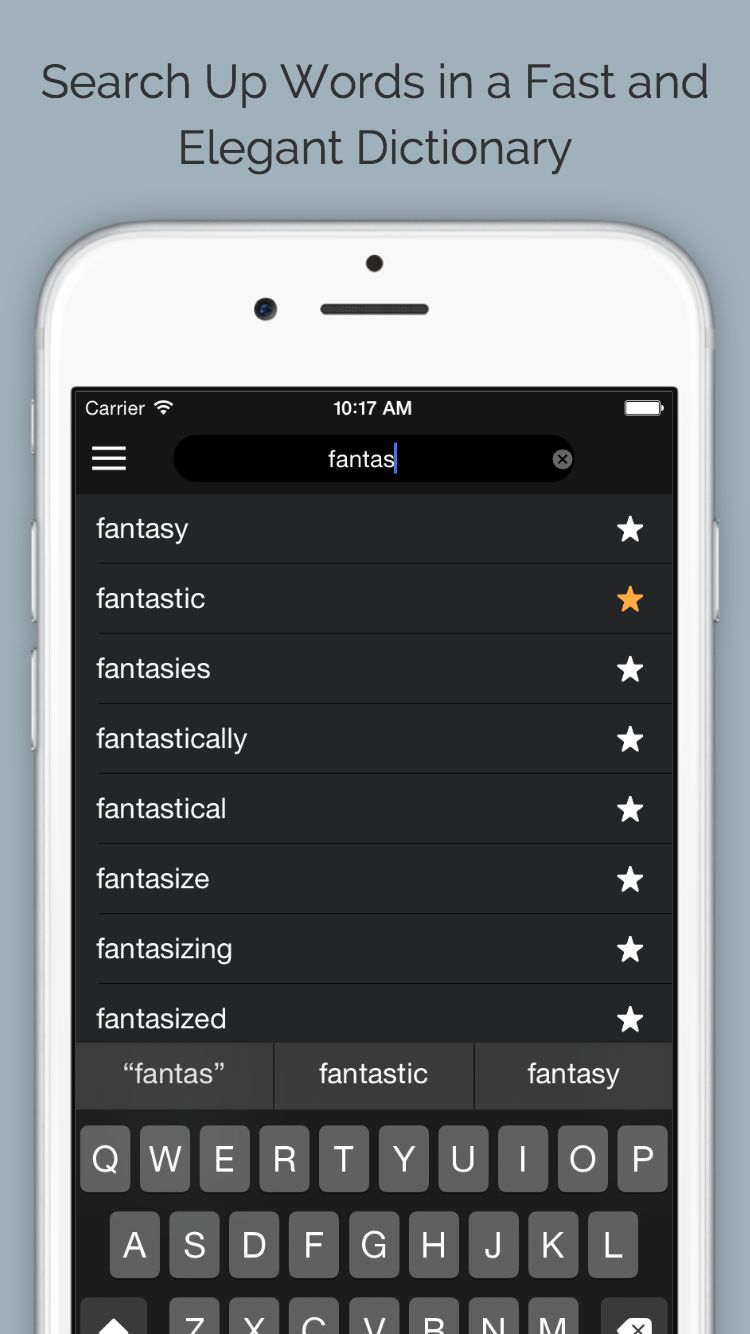 Search Up Words in a Fast and
Elegant Dictionary
Carrier 10:17 AM
fantas
fantasy
fantastic
fantasies
fantastically
fantastical
fantasize
fantasizing
fantasized
“fantas” fantastic fantasy
Q W E R T Y U I O P
A S D F G H J K L
Z X C V B N M